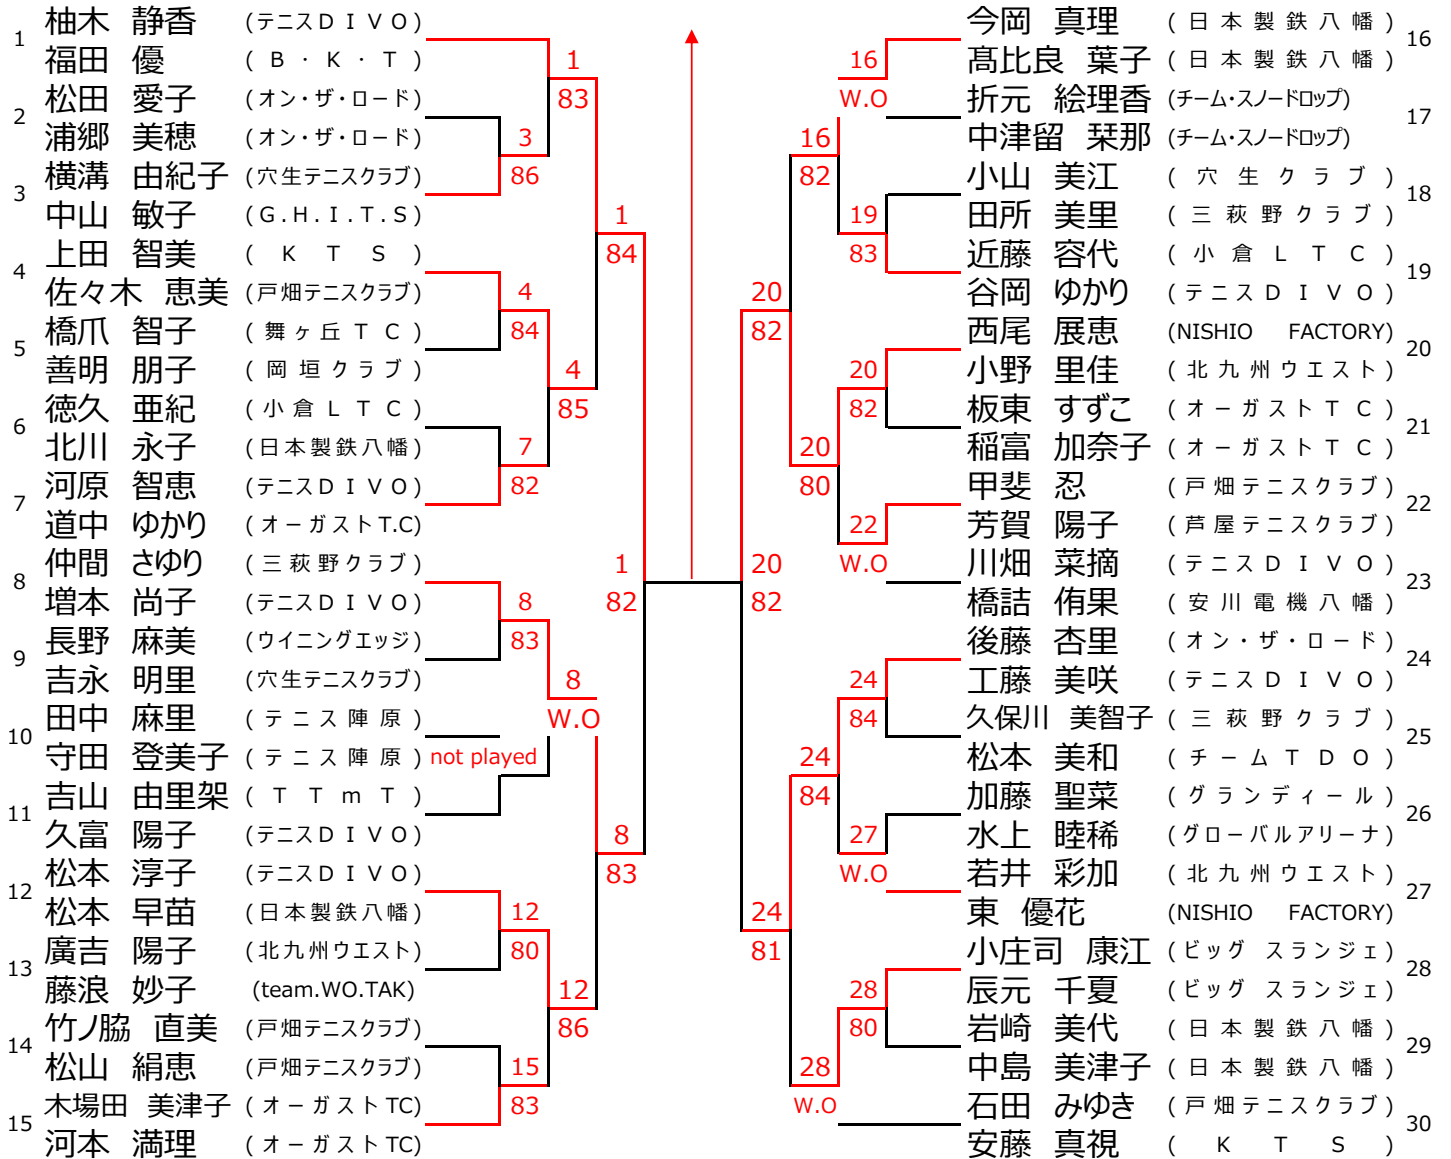 1 柚木 静香 (テニスＤＩＶＯ)
福田 優 (Ｂ・Ｋ・Ｔ)
2 松田 愛子 (オン・ザ・ロード)
浦郷 美穂 (オン・ザ・ロード)
3 横溝 由紀子 (穴生テニスクラブ)
中山 敏子 (G.H.I.T.S)
4 上田 智美 (ＫＴＳ)
佐々木 恵美 (戸畑テニスクラブ)
5 橋爪 智子 (舞ヶ丘ＴＣ)
善明 朋子 (岡垣クラブ)
6 徳久 亜紀 (小倉ＬＴＣ)
北川 永子 (日本製鉄八幡)
7 河原 智恵 (テニスＤＩＶＯ)
道中 ゆかり (オーガストT.C)
8 仲間 さゆり (三萩野クラブ)
増本 尚子 (テニスＤＩＶＯ)
9 長野 麻美 (ウイニングエッジ)
吉永 明里 (穴生テニスクラブ)
10 田中 麻里 (テニス陣原)
守田 登美子 (テニス陣原)
11 吉山 由里架 (ＴＴｍＴ)
久富 陽子 (テニスＤＩＶＯ)
12 松本 淳子 (テニスＤＩＶＯ)
松本 早苗 (日本製鉄八幡)
13 廣吉 陽子 (北九州ウエスト)
藤浪 妙子 (team.WO.TAK)
14 竹ノ脇 直美 (戸畑テニスクラブ)
松山 絹恵 (戸畑テニスクラブ)
15 木場田 美津子 (オーガストTC)
河本 満理 (オーガストTC)
3
86
4
84
7
82
8
83
not played
12
80
15
83
1
83
4
85
8
W.O
12
86
1
84
8
83
1
82
20
82
20
82
24
81
16
82
20
80
24
84
28
W.O
16
W.O
19
83
20
82
22
W.O
24
84
27
W.O
28
80
今岡 真理 (日本製鉄八幡) 16
髙比良 葉子 (日本製鉄八幡)
折元 絵理香 (チーム・スノードロップ) 17
中津留 栞那 (チーム・スノードロップ)
小山 美江 (穴生クラブ) 18
田所 美里 (三萩野クラブ)
近藤 容代 (小倉ＬＴＣ) 19
谷岡 ゆかり (テニスＤＩＶＯ)
西尾 展恵 (NISHIO FACTORY) 20
小野 里佳 (北九州ウエスト)
板東 すずこ (オーガストＴＣ) 21
稲富 加奈子 (オーガストＴＣ)
甲斐 忍 (戸畑テニスクラブ) 22
芳賀 陽子 (芦屋テニスクラブ)
川畑 菜摘 (テニスＤＩＶＯ) 23
橋詰 侑果 (安川電機八幡)
後藤 杏里 (オン・ザ・ロード) 24
工藤 美咲 (テニスＤＩＶＯ)
久保川 美智子 (三萩野クラブ) 25
松本 美和 (チームＴＤＯ)
加藤 聖菜 (グランディール) 26
水上 睦稀 (グローバルアリーナ)
若井 彩加 (北九州ウエスト) 27
東 優花 (NISHIO FACTORY)
小庄司 康江 (ビッグ スランジェ) 28
辰元 千夏 (ビッグ スランジェ)
岩崎 美代 (日本製鉄八幡) 29
中島 美津子 (日本製鉄八幡)
石田 みゆき (戸畑テニスクラブ) 30
安藤 真視 (ＫＴＳ)